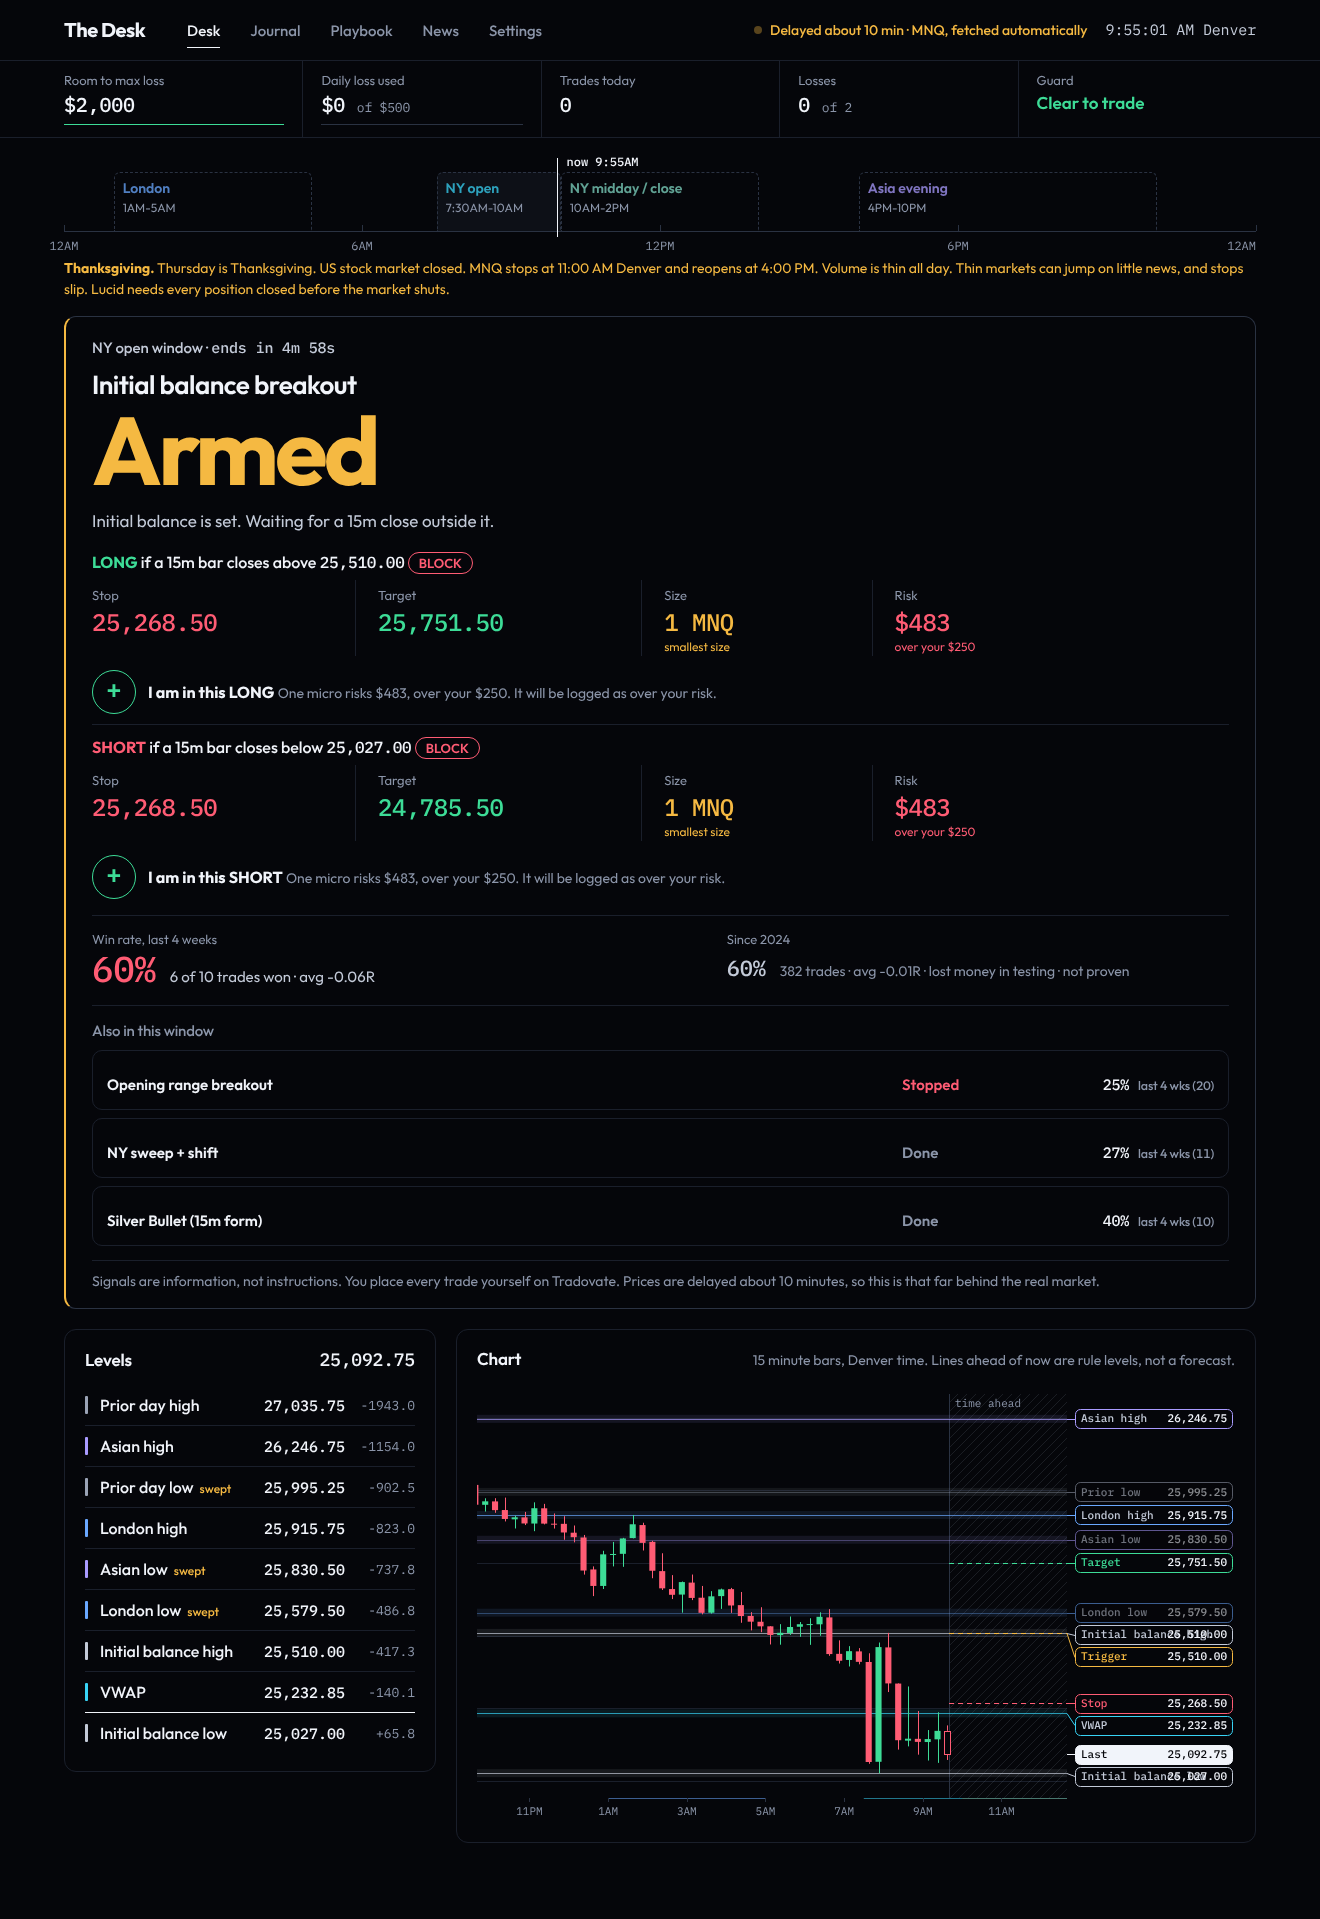 The Desk
Desk
Journal
Playbook
News
Settings
Delayed about 10 min · MNQ, fetched automatically
9:55:01 AM Denver
Room to max loss
$2,000
Daily loss used
$0 of $500
Trades today
0
Losses
0 of 2
Guard
Clear to trade
now 9:55AM
London
1AM-5AM
NY open
7:30AM-10AM
NY midday / close
10AM-2PM
Asia evening
4PM-10PM
12AM
6AM
12PM
6PM
12AM
Thanksgiving. Thursday is Thanksgiving. US stock market closed. MNQ stops at 11:00 AM Denver and reopens at 4:00 PM. Volume is thin all day. Thin markets can jump on little news, and stops
slip. Lucid needs every position closed before the market shuts.
NY open window · ends in 4m 58s
Initial balance breakout
Armed
Initial balance is set. Waiting for a 15m close outside it.
LONG if a 15m bar closes above 25,510.00 BLOCK
Stop
25,268.50
Target
25,751.50
Size
1 MNQ
smallest size
Risk
$483
over your $250
+
I am in this LONG One micro risks $483, over your $250. It will be logged as over your risk.
SHORT if a 15m bar closes below 25,027.00 BLOCK
Stop
25,268.50
Target
24,785.50
Size
1 MNQ
smallest size
Risk
$483
over your $250
+
I am in this SHORT One micro risks $483, over your $250. It will be logged as over your risk.
Win rate, last 4 weeks
60% 6 of 10 trades won · avg -0.06R
Since 2024
60% 382 trades · avg -0.01R · lost money in testing · not proven
Also in this window
Opening range breakout
Stopped
25% last 4 wks (20)
NY sweep + shift
Done
27% last 4 wks (11)
Silver Bullet (15m form)
Done
40% last 4 wks (10)
Signals are information, not instructions. You place every trade yourself on Tradovate. Prices are delayed about 10 minutes, so this is that far behind the real market.
Levels
25,092.75
Prior day high 27,035.75 -1943.0
Asian high 26,246.75 -1154.0
Prior day low swept 25,995.25 -902.5
London high 25,915.75 -823.0
Asian low swept 25,830.50 -737.8
London low swept 25,579.50 -486.8
Initial balance high 25,510.00 -417.3
VWAP 25,232.85 -140.1
Initial balance low 25,027.00 +65.8
Chart
15 minute bars, Denver time. Lines ahead of now are rule levels, not a forecast.
time ahead
Asian high 26,246.75
Prior low 25,995.25
London high 25,915.75
Asian low 25,830.50
Target 25,751.50
London low 25,579.50
Initial balance high 25,510.00
Trigger 25,510.00
Stop 25,268.50
VWAP 25,232.85
Last 25,092.75
Initial balance low 25,027.00
11PM
1AM
3AM
5AM
7AM
9AM
11AM